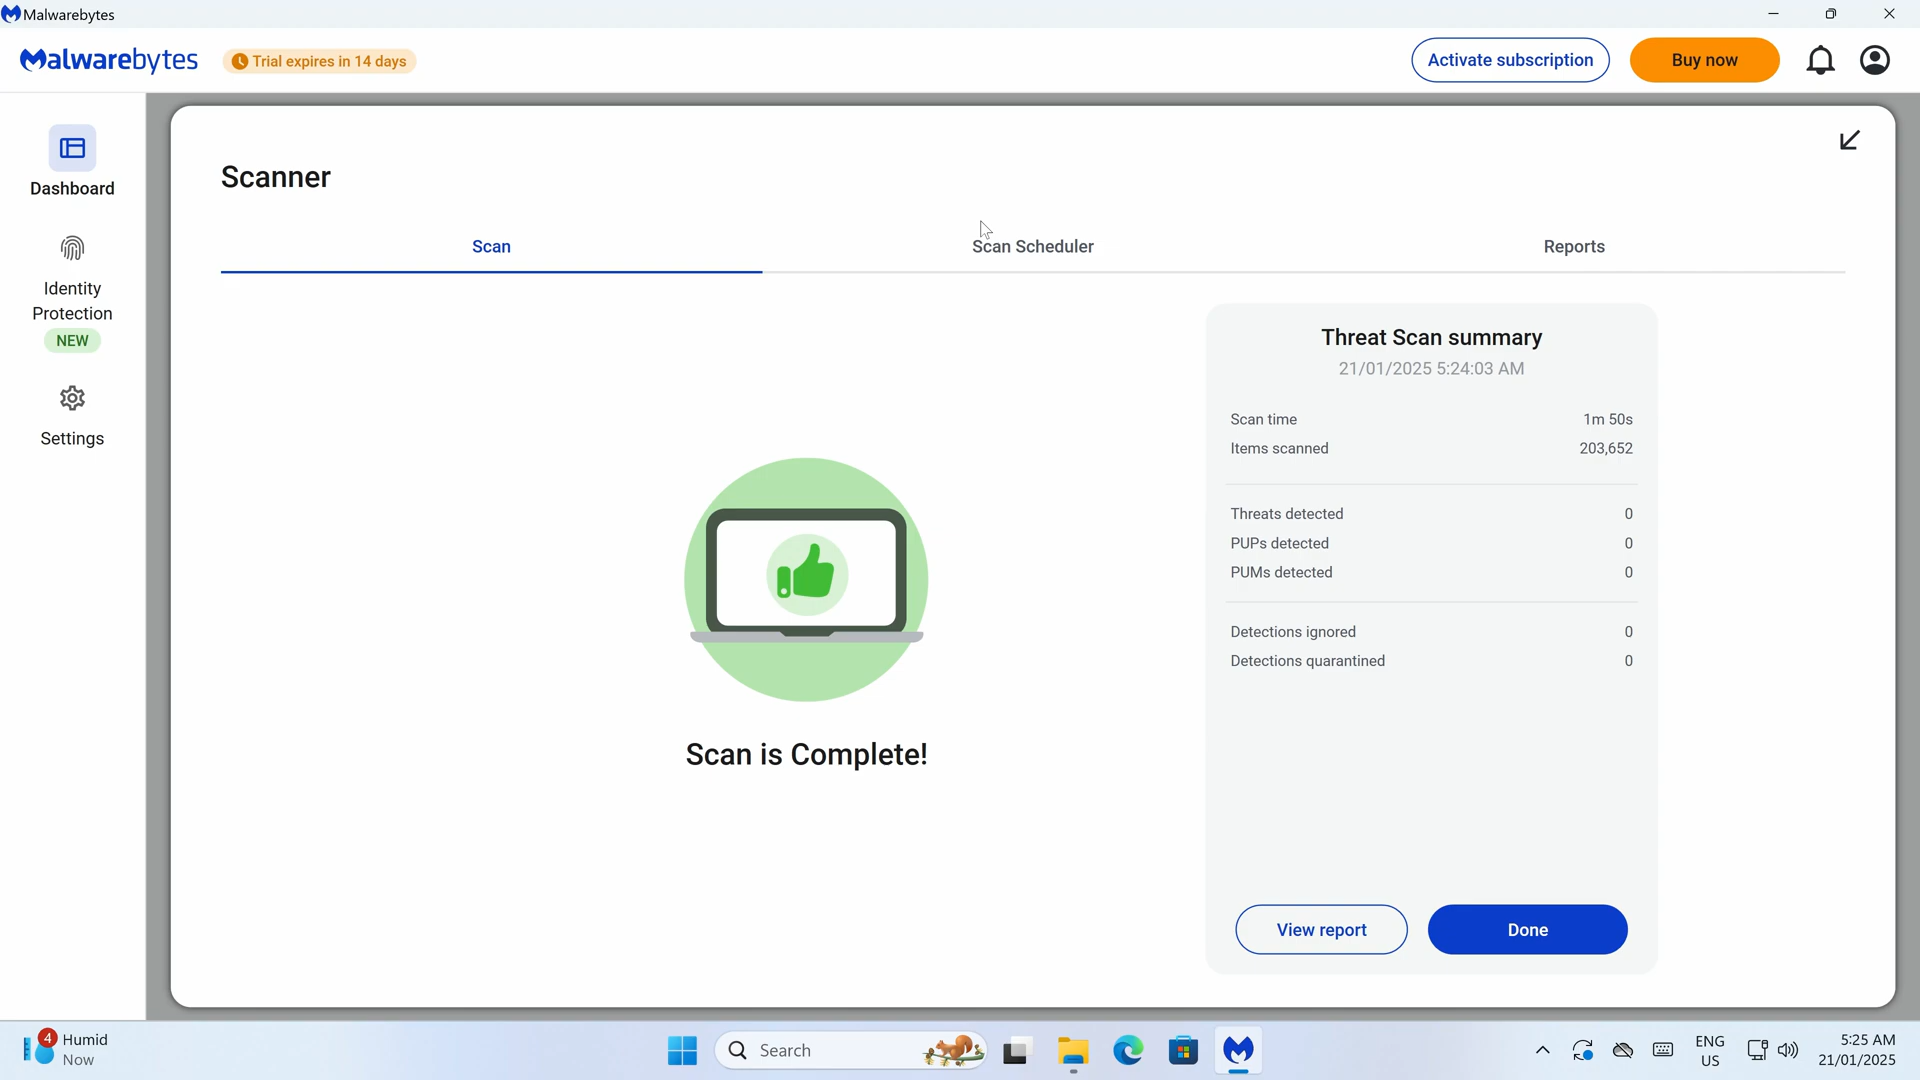 Malwarebytes
Malwarebytes
Trial expires in 14 days
Activate subscription
Buy now
Dashboard
Identity
Protection
NEW
Settings
Scanner
Scan
Scan Scheduler
Reports
Scan is Complete!
Threat Scan summary
21/01/2025 5:24:03 AM
Scan time 1m 50s
Items scanned 203,652
Threats detected 0
PUPs detected 0
PUMs detected 0
Detections ignored 0
Detections quarantined 0
View report
Done
4
Humid
Now
Search
ENG
US
5:25 AM
21/01/2025